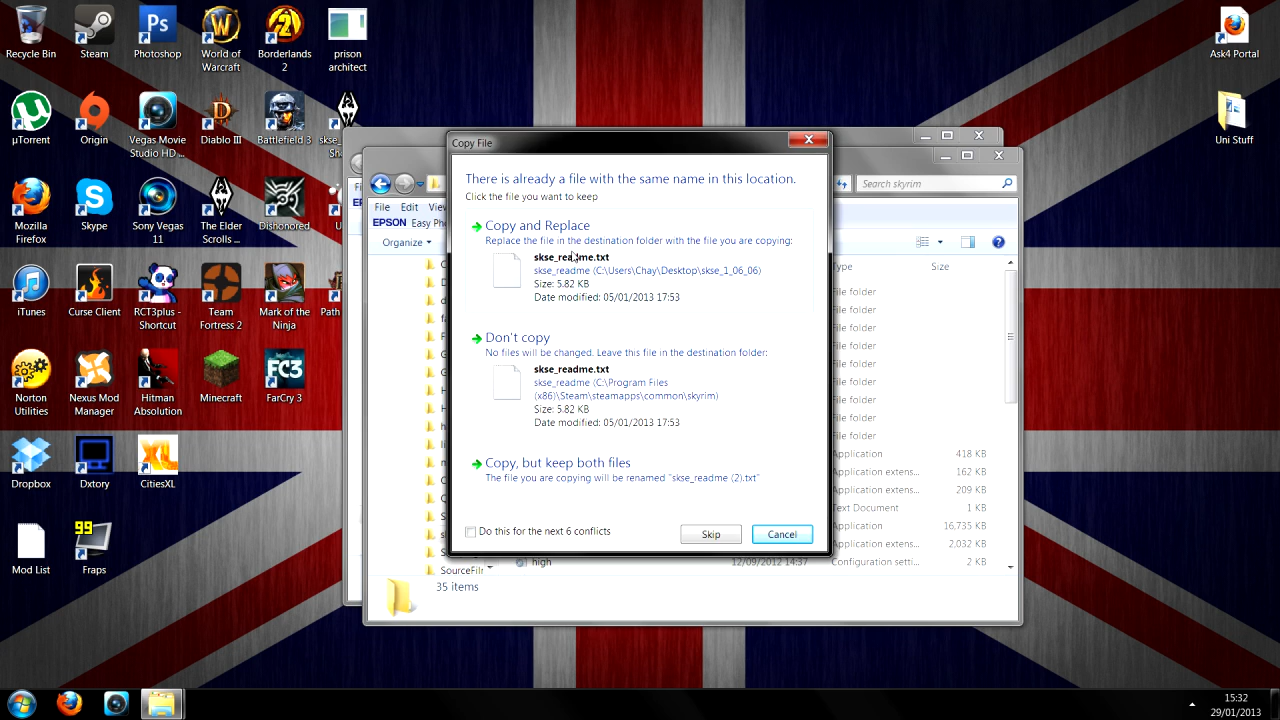 Recycle Bin
Steam
Photoshop
World of
Warcraft
Borderlands
2
prison
architect
Ask4 Portal
µTorrent
Origin
Vegas Movie
Studio HD ...
Diablo III
Battlefield 3
skse_
Uni Stuff
Mozilla
Firefox
Skype
Sony Vegas
11
The Elder
Scrolls ...
Dishonored
iTunes
Curse Client
RCT3plus -
Shortcut
Team
Fortress 2
Mark of the
Ninja
Path
Norton
Utilities
Nexus Mod
Manager
Hitman
Absolution
Minecraft
FC3
FarCry 3
Dropbox
Dxtory
XL
CitiesXL
Mod List
99
Fraps
Copy File
There is already a file with the same name in this location.
Click the file you want to keep
Copy and Replace
Replace the file in the destination folder with the file you are copying:
skse_readme.txt
skse_readme (C:\Users\Chay\Desktop\skse_1_06_06)
Size: 5.82 KB
Date modified: 05/01/2013 17:53
Don't copy
No files will be changed. Leave this file in the destination folder:
skse_readme.txt
skse_readme (C:\Program Files
(x86)\Steam\steamapps\common\skyrim)
Size: 5.82 KB
Date modified: 05/01/2013 17:53
Copy, but keep both files
The file you are copying will be renamed "skse_readme (2).txt"
Do this for the next 6 conflicts
Skip
Cancel
Search skyrim
File Edit View
EPSON Easy Ph
Organize
Type Size
File folder
File folder
File folder
File folder
File folder
File folder
File folder
File folder
File folder
Application 418 KB
Application extens... 162 KB
Application extens... 209 KB
Text Document 1 KB
Application 16,735 KB
Application extens... 2,032 KB
high 12/09/2012 14:37 Configuration setti... 2 KB
SourceFilr
35 items
15:32
29/01/2013